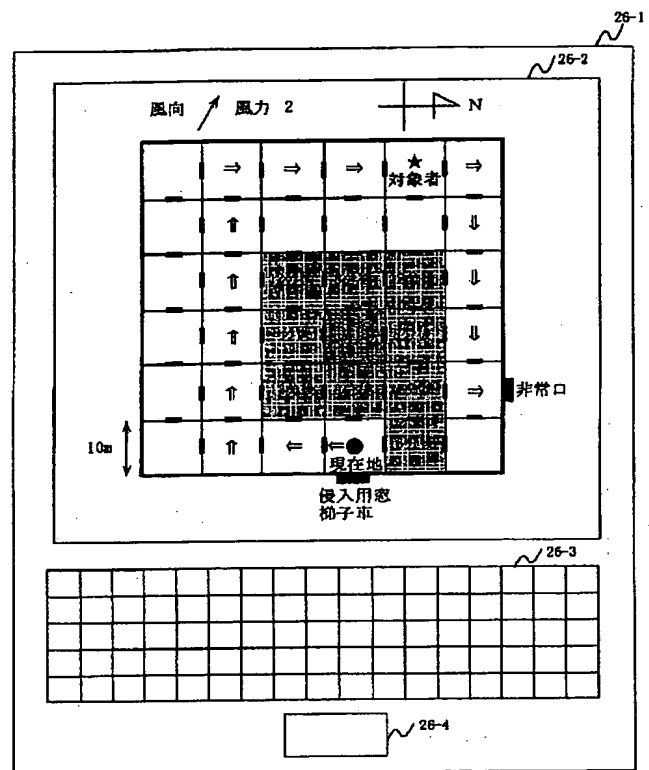 26-1
26-2
風向 風力 2 N
⇒ ⇒ ⇒ ★ ⇒
対象者
⇑ ⇓
⇑ ⇓
⇑ ⇓
⇑ ⇒ 非常口
10m ⇑ ⇐ ⇐ ●
現在地
侵入用窓
梯子車
26-3
26-4